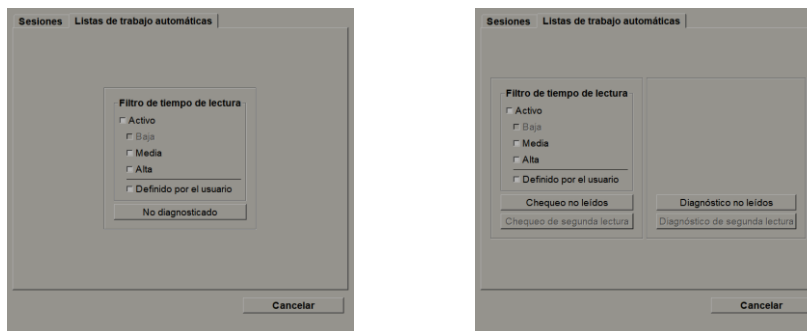 Sesiones Listas de trabajo automáticas
Filtro de tiempo de lectura
Activo
Baja
Media
Alta
Definido por el usuario
No diagnosticado
Cancelar
Sesiones Listas de trabajo automáticas
Filtro de tiempo de lectura
Activo
Baja
Media
Alta
Definido por el usuario
Chequeo no leídos
Chequeo de segunda lectura
Diagnóstico no leídos
Diagnóstico de segunda lectura
Cancelar